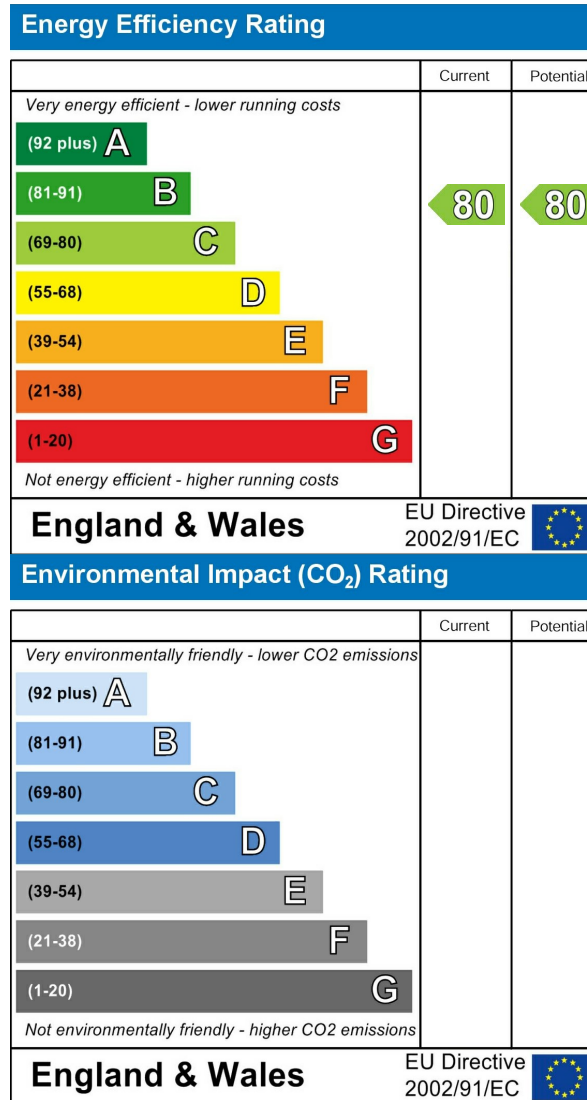 Energy Efficiency Rating
Current Potential
Very energy efficient - lower running costs
(92 plus) A
(81-91) B
80 80
(69-80) C
(55-68) D
(39-54) E
(21-38) F
(1-20) G
Not energy efficient - higher running costs
England & Wales
EU Directive
2002/91/EC
Environmental Impact (CO₂) Rating
Current Potential
Very environmentally friendly - lower CO2 emissions
(92 plus) A
(81-91) B
(69-80) C
(55-68) D
(39-54) E
(21-38) F
(1-20) G
Not environmentally friendly - higher CO2 emissions
England & Wales
EU Directive
2002/91/EC